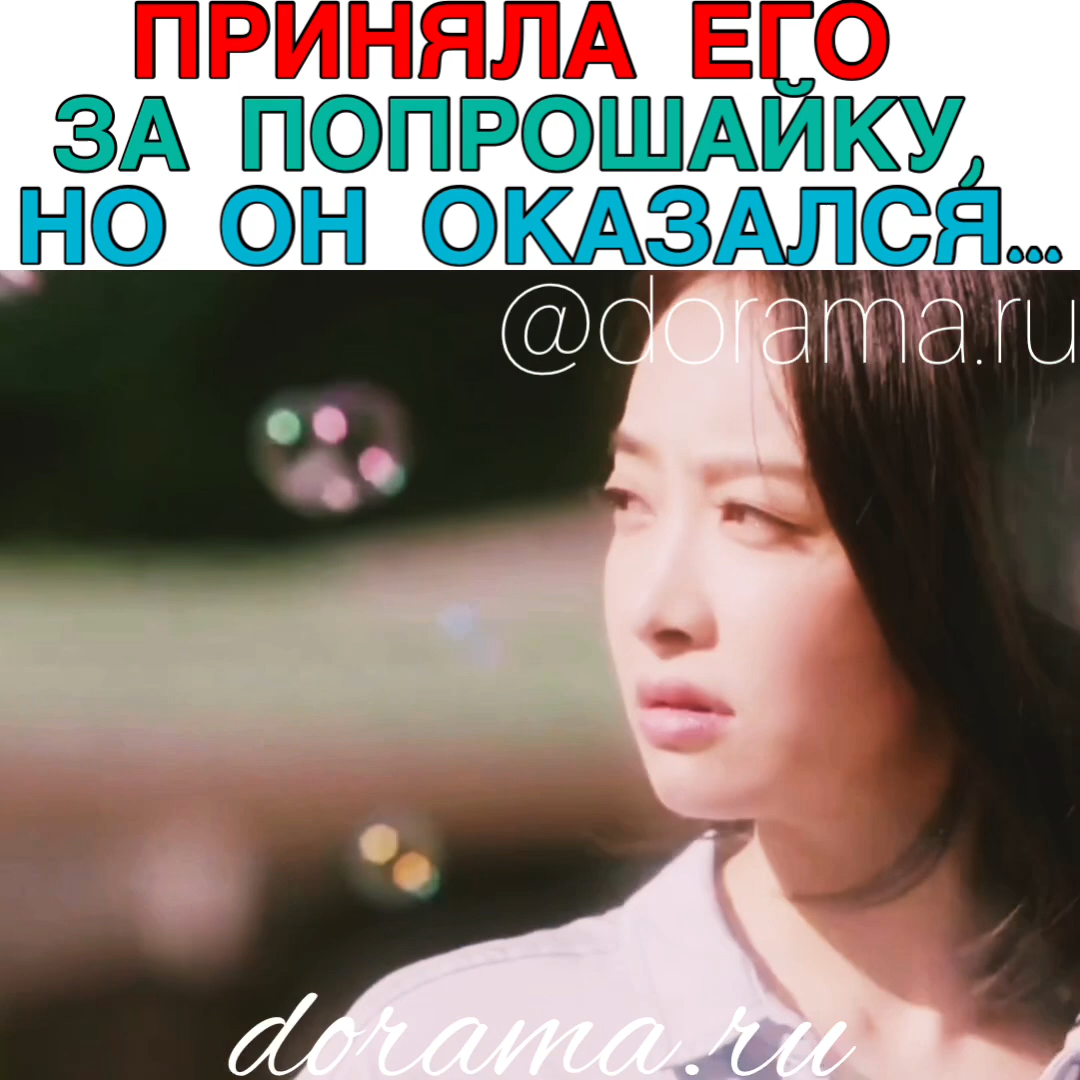 ПРИНЯЛА ЕГО
ЗА ПОПРОШАЙКУ,
НО ОН ОКАЗАЛСЯ...
@dorama.ru
dorama.ru